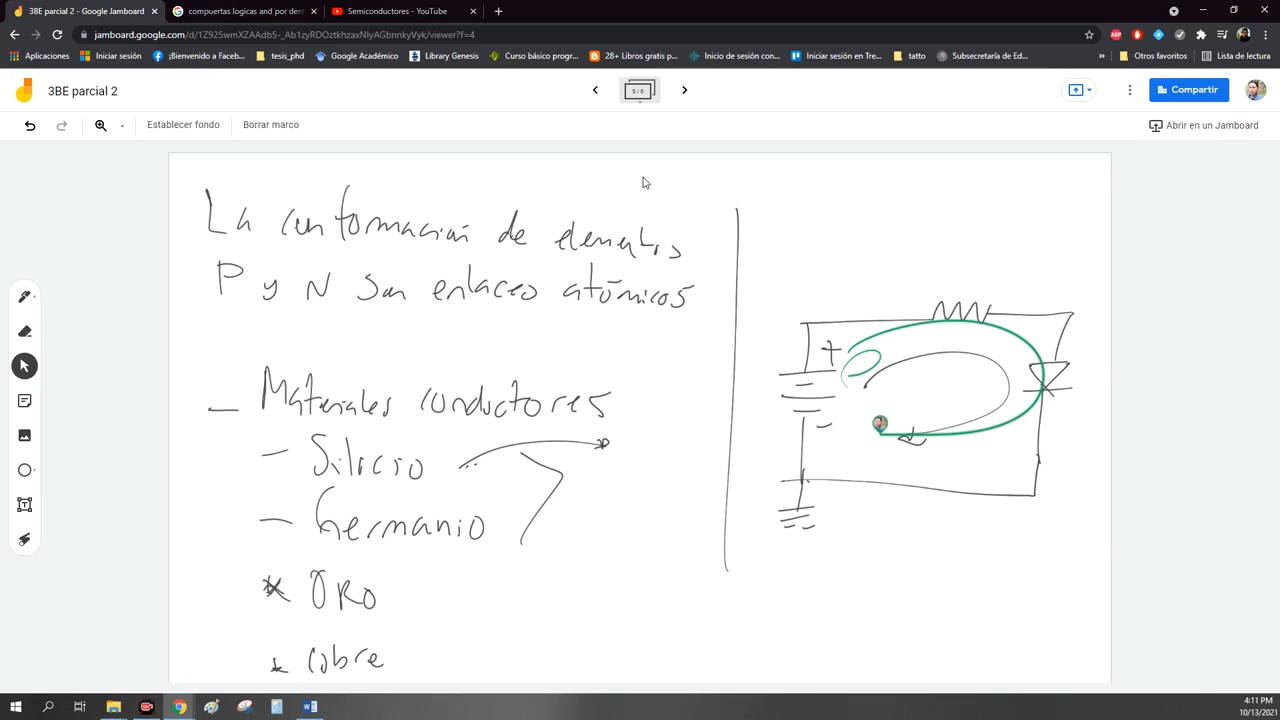 3BE parcial 2 - Google Jamboard
compuertas logicas and por den
Semiconductores - YouTube
jamboard.google.com/d/1Z925wmXZAAdb5-_Ab1zyRDOztkhzaxNlyAGbnnkyVyk/viewer?f=4
Aplicaciones
Iniciar sesión
¡Bienvenido a Faceb...
tesis_phd
Google Académico
Library Genesis
Curso básico progr...
28+ Libros gratis p...
Inicio de sesión con...
Iniciar sesión en Tre...
tatto
Subsecretaría de Ed...
»
Otros favoritos
Lista de lectura
3BE parcial 2
5 / 5
Compartir
Establecer fondo
Borrar marco
Abrir en un Jamboard
La conformación de elementos
P y N son enlaces atómicos
- Materiales conductores
- Silicio
- Germanio
* ORO
* Cobre
+
-
4:11 PM
10/13/2021